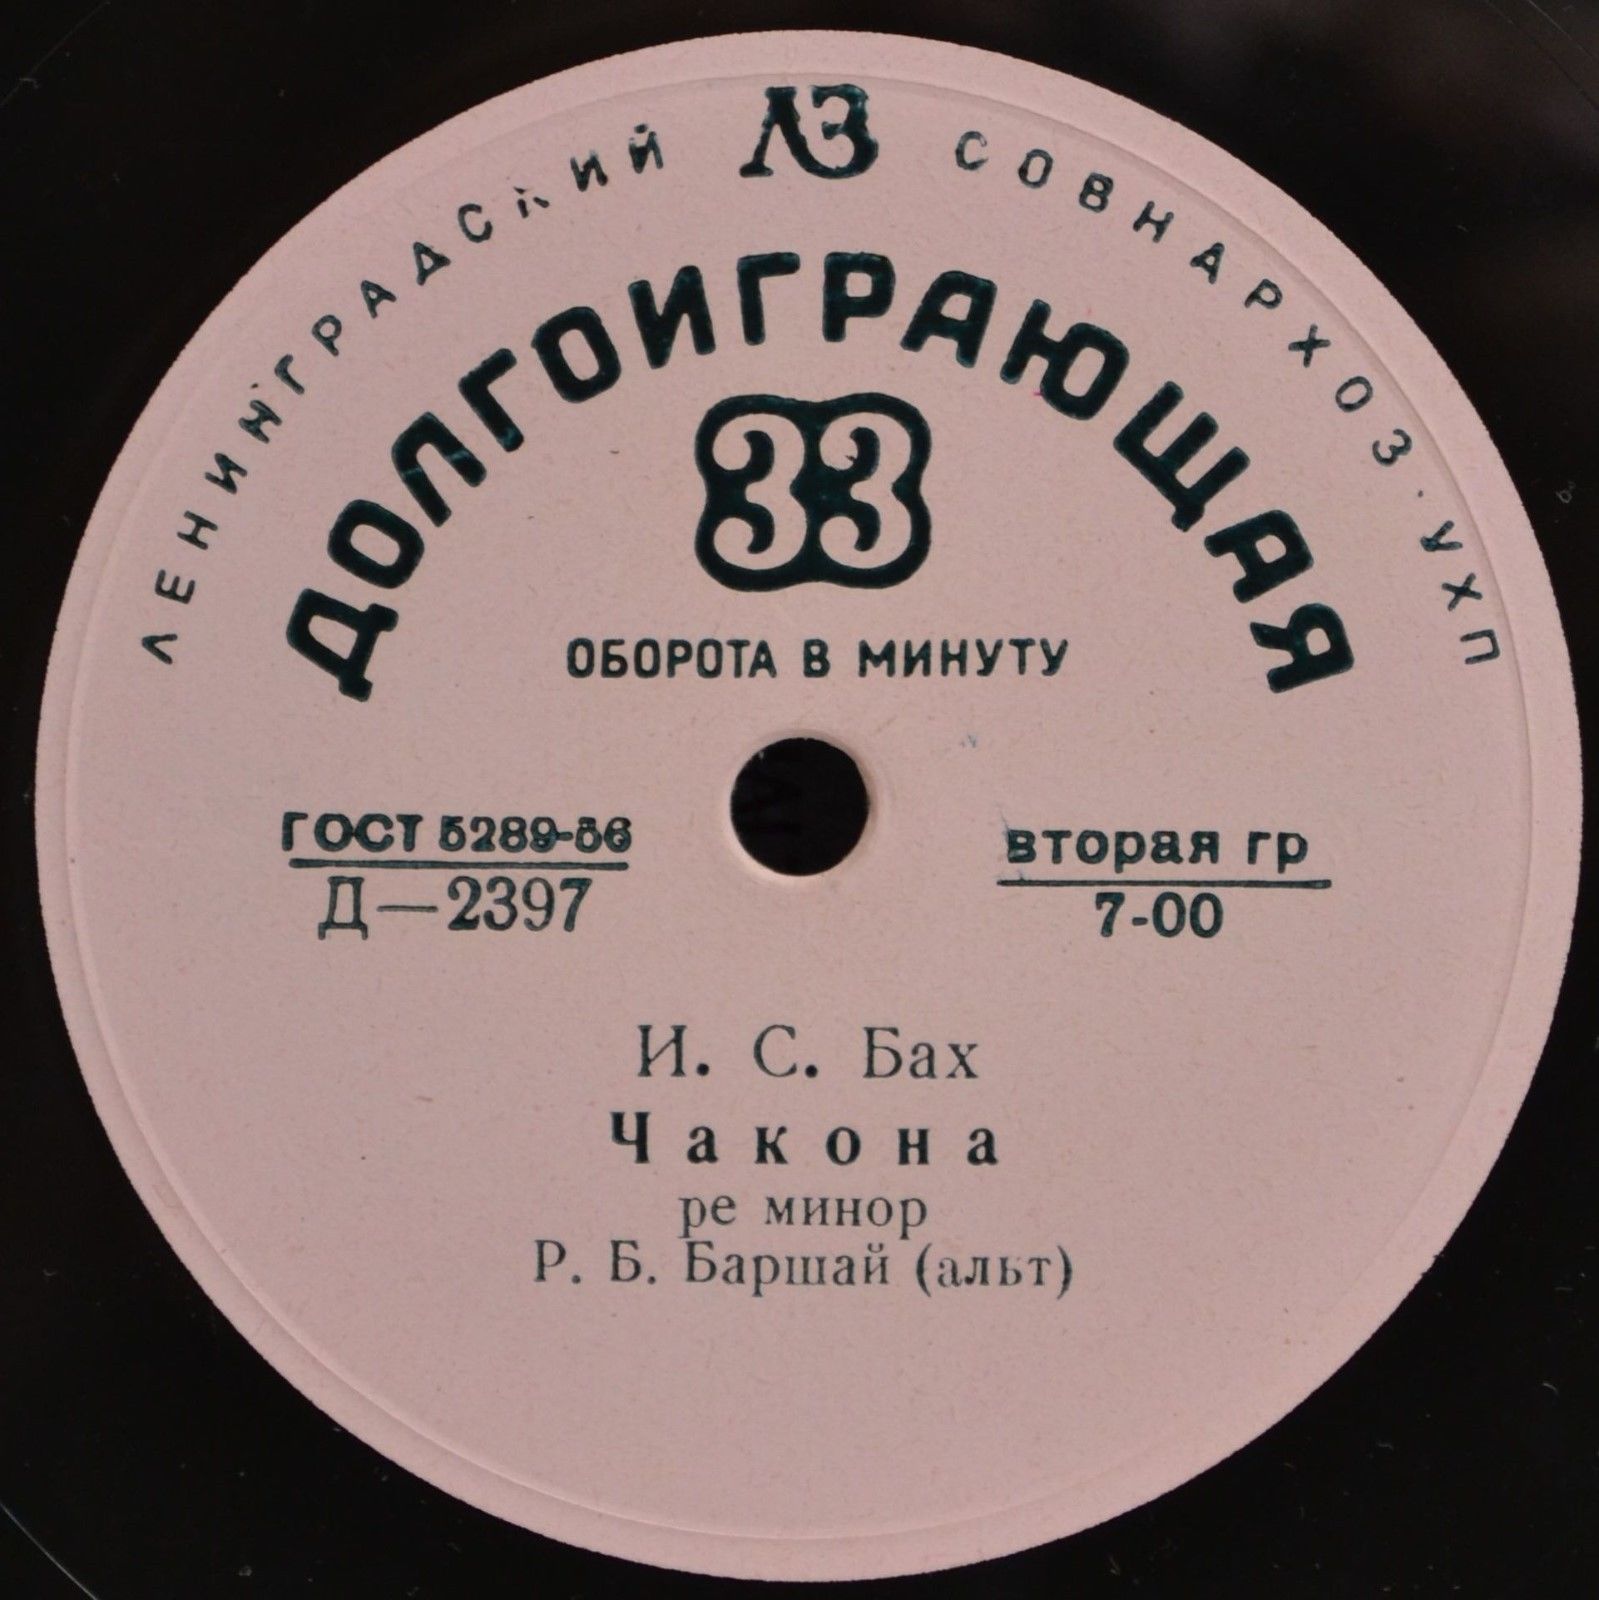 ЛЕНИНГРАДСКИЙ ЛЗ СОВНАРХОЗ·УХП
ДОЛГОИГРАЮЩАЯ
33
ОБОРОТА В МИНУТУ
ГОСТ 5289-56
Д—2397
вторая гр
7-00
И. С. Бах
Чакона
ре минор
Р. Б. Баршай (альт)